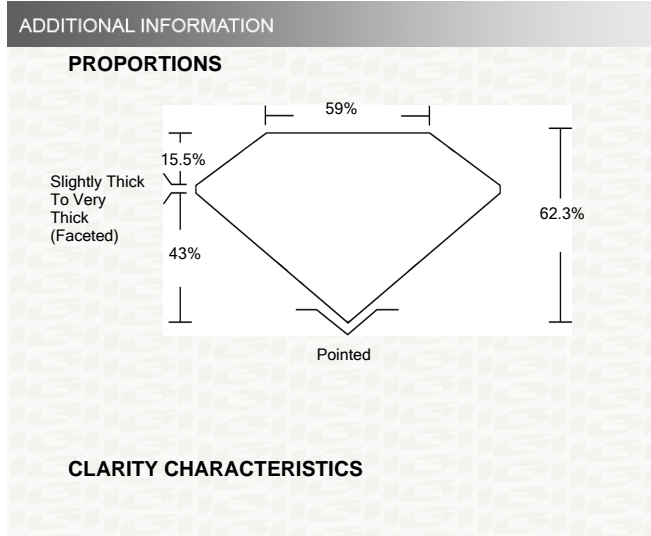 ADDITIONAL INFORMATION
PROPORTIONS
59%
15.5%
Slightly Thick
To Very
Thick
(Faceted)
62.3%
43%
Pointed
CLARITY CHARACTERISTICS